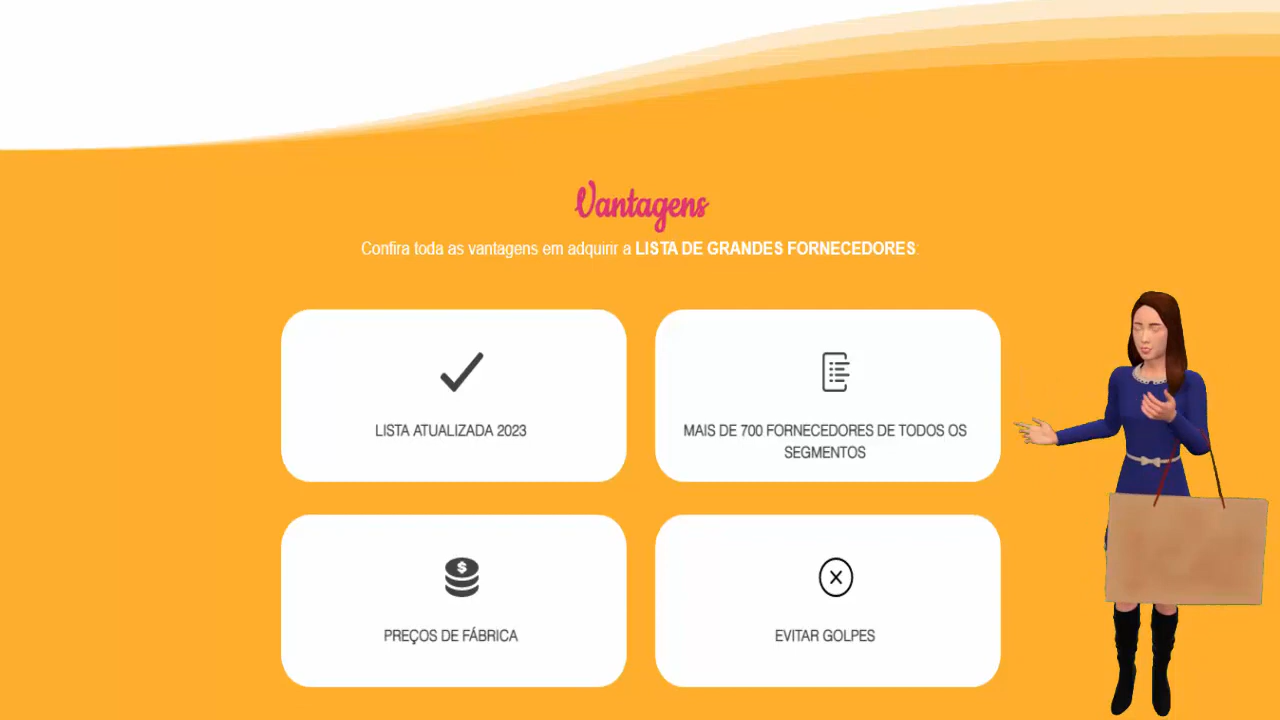 Vantagens
Confira toda as vantagens em adquirir a LISTA DE GRANDES FORNECEDORES:
LISTA ATUALIZADA 2023
MAIS DE 700 FORNECEDORES DE TODOS OS
SEGMENTOS
PREÇOS DE FÁBRICA
EVITAR GOLPES